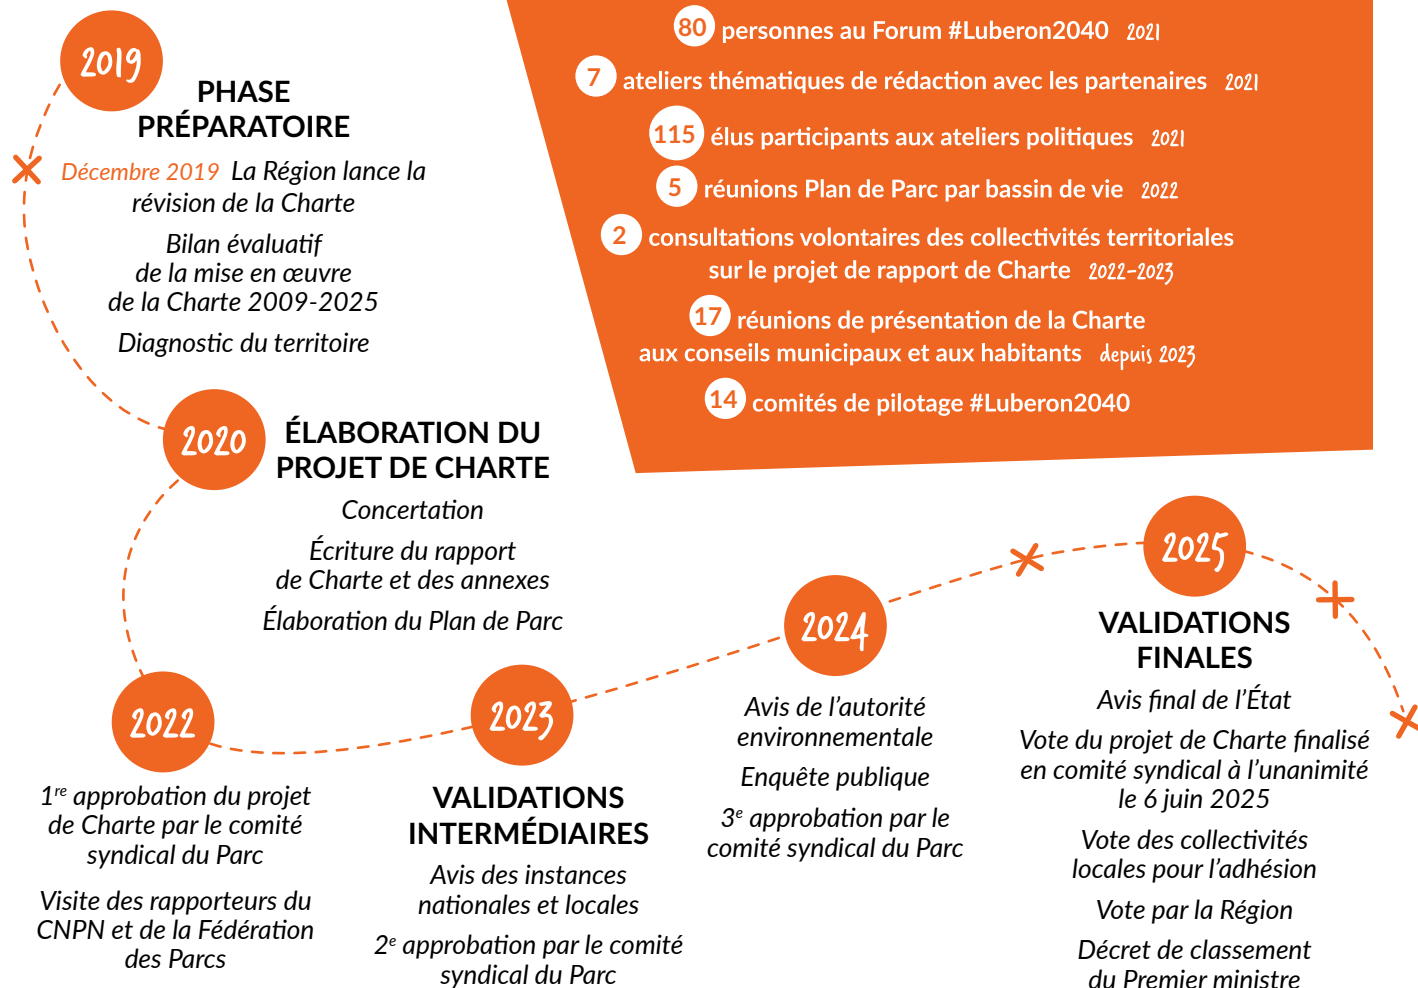 2019
PHASE
PRÉPARATOIRE
Décembre 2019 La Région lance la
révision de la Charte
Bilan évaluatif
de la mise en œuvre
de la Charte 2009-2025
Diagnostic du territoire
80 personnes au Forum #Luberon2040 2021
7 ateliers thématiques de rédaction avec les partenaires 2021
115 élus participants aux ateliers politiques 2021
5 réunions Plan de Parc par bassin de vie 2022
2 consultations volontaires des collectivités territoriales
sur le projet de rapport de Charte 2022-2023
17 réunions de présentation de la Charte
aux conseils municipaux et aux habitants depuis 2023
14 comités de pilotage #Luberon2040
2020
ÉLABORATION DU
PROJET DE CHARTE
Concertation
Écriture du rapport
de Charte et des annexes
Élaboration du Plan de Parc
2022
1re approbation du projet
de Charte par le comité
syndical du Parc
Visite des rapporteurs du
CNPN et de la Fédération
des Parcs
2023
VALIDATIONS
INTERMÉDIAIRES
Avis des instances
nationales et locales
2e approbation par le comité
syndical du Parc
2024
Avis de l'autorité
environnementale
Enquête publique
3e approbation par le
comité syndical du Parc
2025
VALIDATIONS
FINALES
Avis final de l'État
Vote du projet de Charte finalisé
en comité syndical à l'unanimité
le 6 juin 2025
Vote des collectivités
locales pour l'adhésion
Vote par la Région
Décret de classement
du Premier ministre